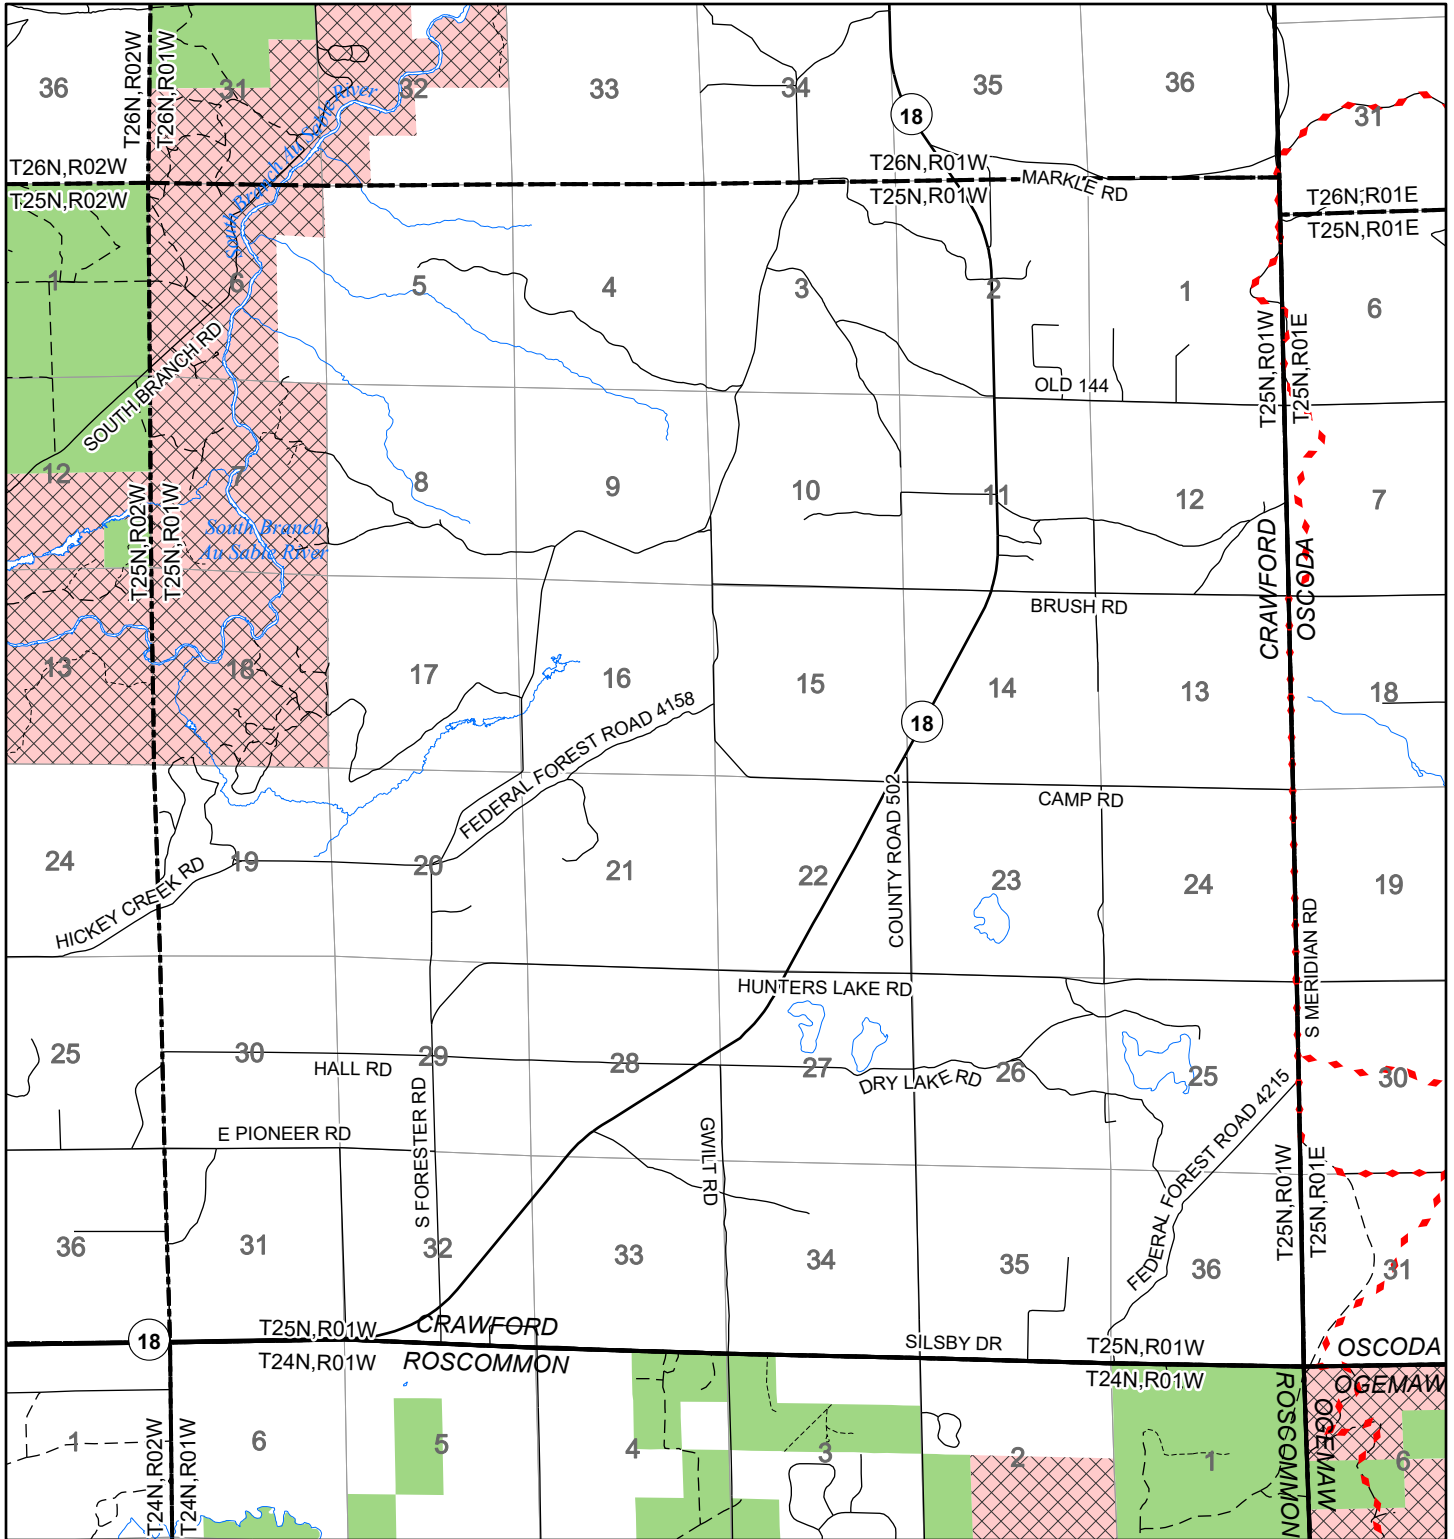 36
T26N,R02W
T26N,R01W
31
South Branch Au Sable River
32
33
34
35
36
31
18
T26N,R02W
T25N,R02W
T26N,R01W
T25N,R01W
MARKLE RD
T26N,R01E
T25N,R01E
1
6
5
4
3
2
1
6
T25N,R01W
T25N,R01E
SOUTH BRANCH RD
OLD 144
12
7
8
9
10
11
12
7
T25N,R02W
T25N,R01W
South Branch
Au Sable River
CRAWFORD
OSCODA
BRUSH RD
13
18
17
16
15
14
13
18
FEDERAL FOREST ROAD 4158
18
COUNTY ROAD 502
CAMP RD
24
19
20
21
22
23
24
19
HICKEY CREEK RD
HUNTERS LAKE RD
S MERIDIAN RD
25
30
29
28
27
26
25
30
HALL RD
DRY LAKE RD
S FORESTER RD
GWILT RD
FEDERAL FOREST ROAD 4215
E PIONEER RD
T25N,R01W
T25N,R01E
36
31
32
33
34
35
36
31
18
T25N,R01W
T24N,R01W
CRAWFORD
ROSCOMMON
SILSBY DR
T25N,R01W
T24N,R01W
OSCODA
OGEMAW
ROSCOMMON
OGEMAW
1
T24N,R02W
T24N,R01W
6
5
4
3
2
1
6